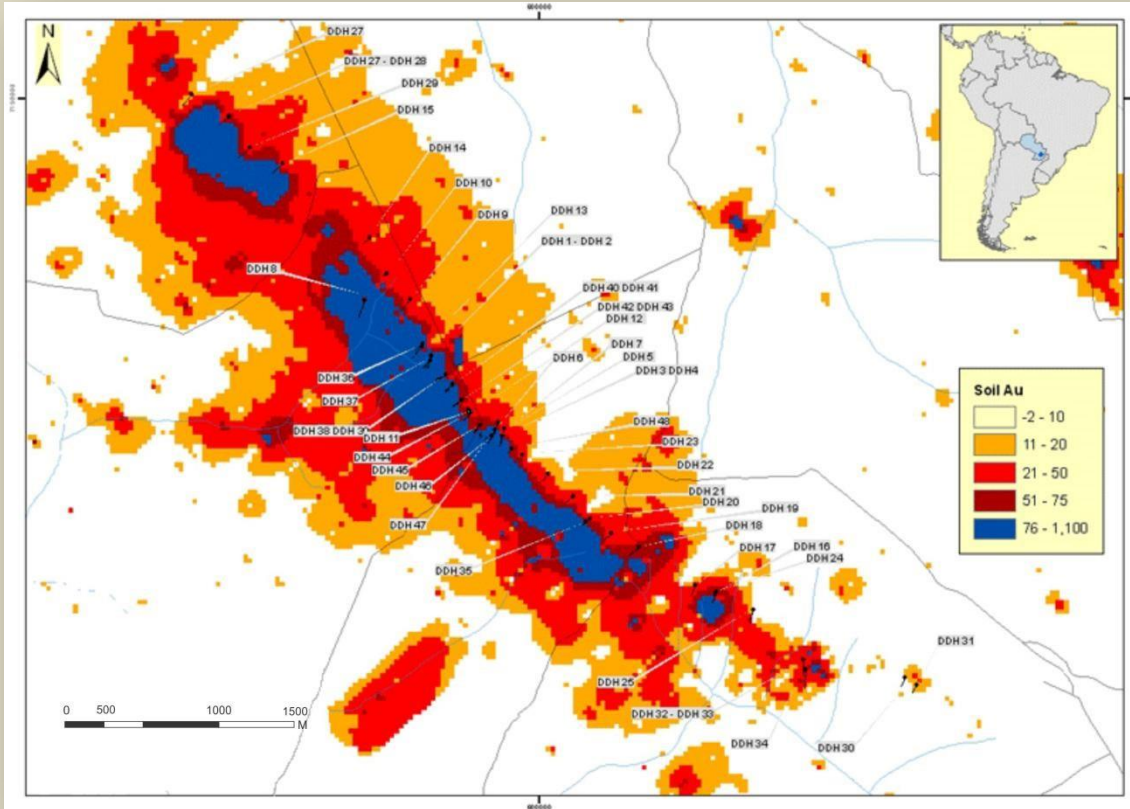 N
DDH 27
DDH 27 - DDH 28
DDH 29
DDH 15
DDH 14
DDH 10
DDH 9
DDH 13
DDH 1 - DDH 2
DDH 8
DDH 40 DDH 41
DDH 42 DDH 43
DDH 12
DDH 7
DDH 6
DDH 5
DDH 3 DDH 4
DDH 36
DDH 37
DDH 38 DDH 39
DDH 11
DDH 44
DDH 45
DDH 46
DDH 47
DDH 48
DDH 23
DDH 22
DDH 21
DDH 20
DDH 19
DDH 18
DDH 17
DDH 16
DDH 24
DDH 35
DDH 25
DDH 32 - DDH 33
DDH 34
DDH 30
DDH 31
Soil Au
-2 - 10
11 - 20
21 - 50
51 - 75
76 - 1,100
0 500 1000 1500 M